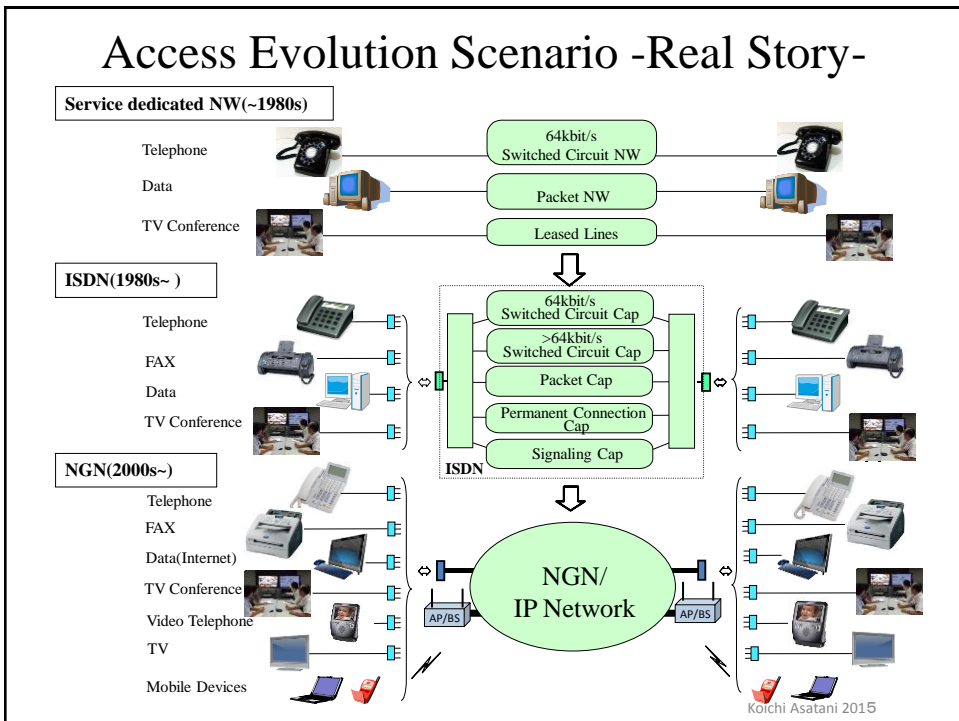 Access Evolution Scenario -Real Story-
Service dedicated NW(~1980s)
Telephone
64kbit/s
Switched Circuit NW
Data
Packet NW
TV Conference
Leased Lines
ISDN(1980s~ )
Telephone
64kbit/s
Switched Circuit Cap
FAX
>64kbit/s
Switched Circuit Cap
Data
Packet Cap
TV Conference
Permanent Connection
Cap
Signaling Cap
ISDN
NGN(2000s~)
Telephone
FAX
Data(Internet)
TV Conference
Video Telephone
TV
Mobile Devices
NGN/
IP Network
AP/BS
AP/BS
Koichi Asatani 2015